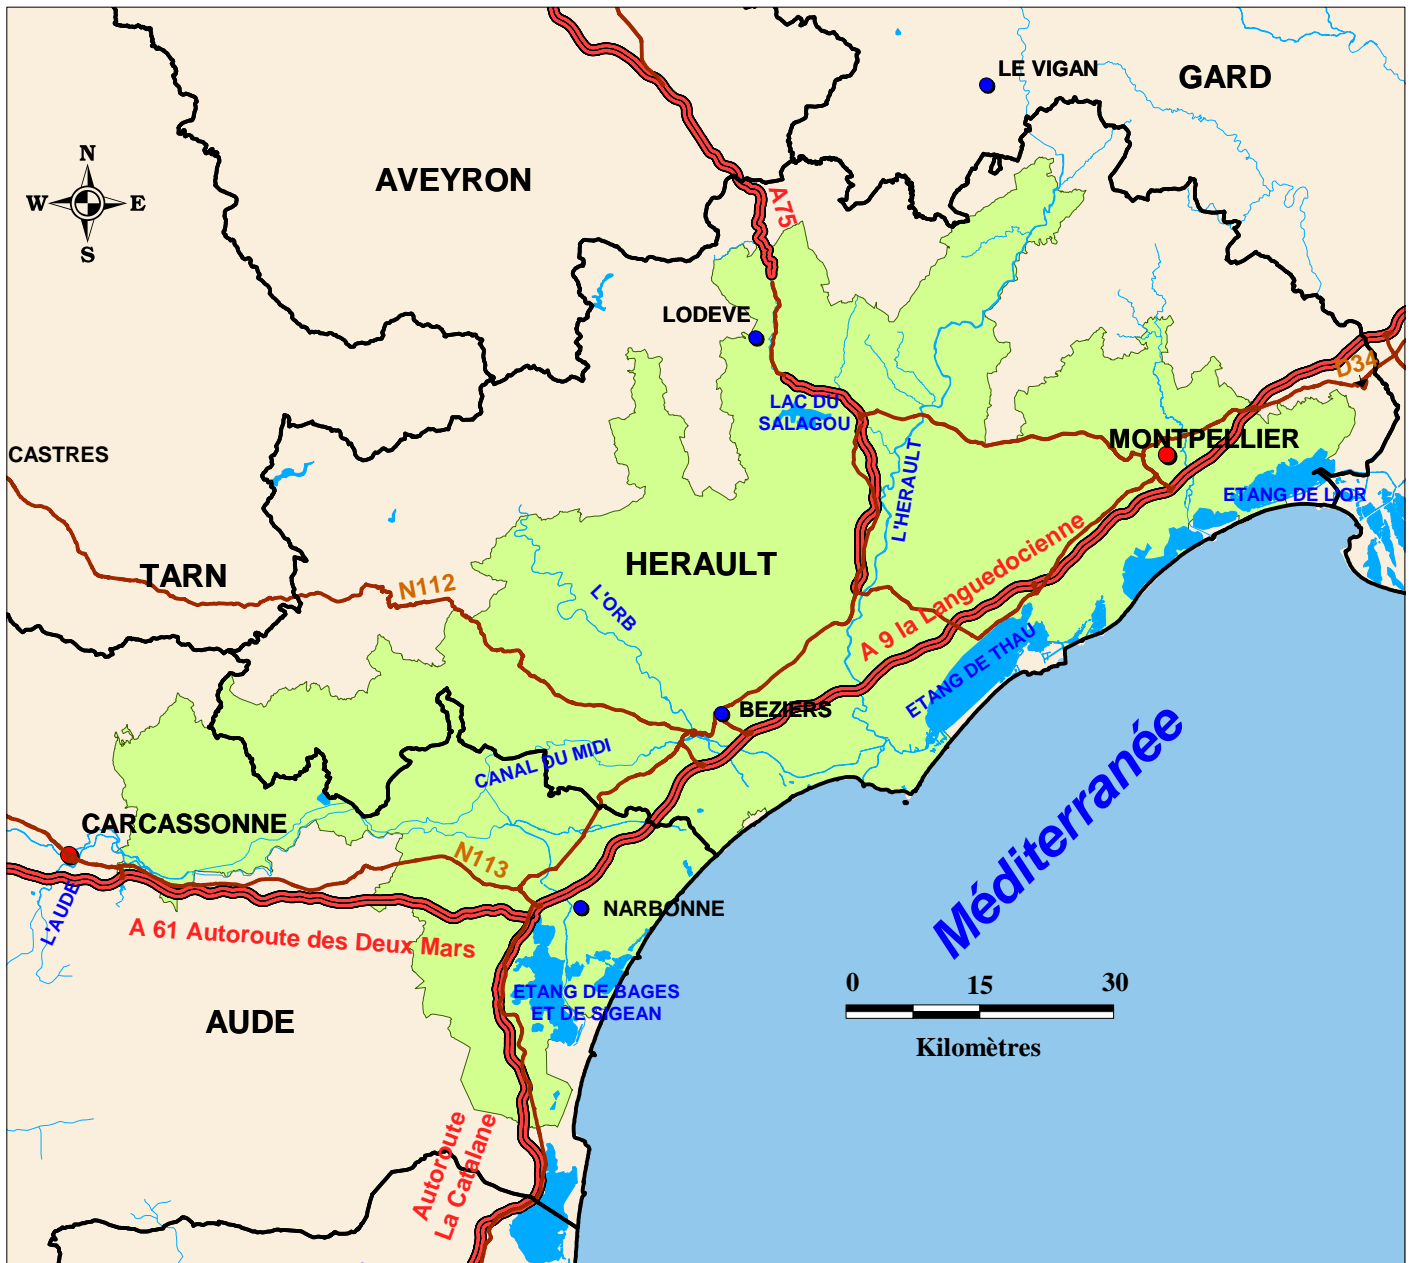 LE VIGAN
GARD
AVEYRON
N
W
E
S
A75
LODEVE
D34
LAC DU
SALAGOU
MONTPELLIER
CASTRES
L'HERAULT
ETANG DE L'OR
HERAULT
TARN
N112
L'ORB
A 9 la Languedocienne
ETANG DE THAU
BEZIERS
CANAL DU MIDI
Méditerranée
CARCASSONNE
N113
L'AUDE
NARBONNE
A 61 Autoroute des Deux Mars
ETANG DE BAGES
ET DE SIGEAN
AUDE
0
15
30
Kilomètres
Autoroute
La Catalane